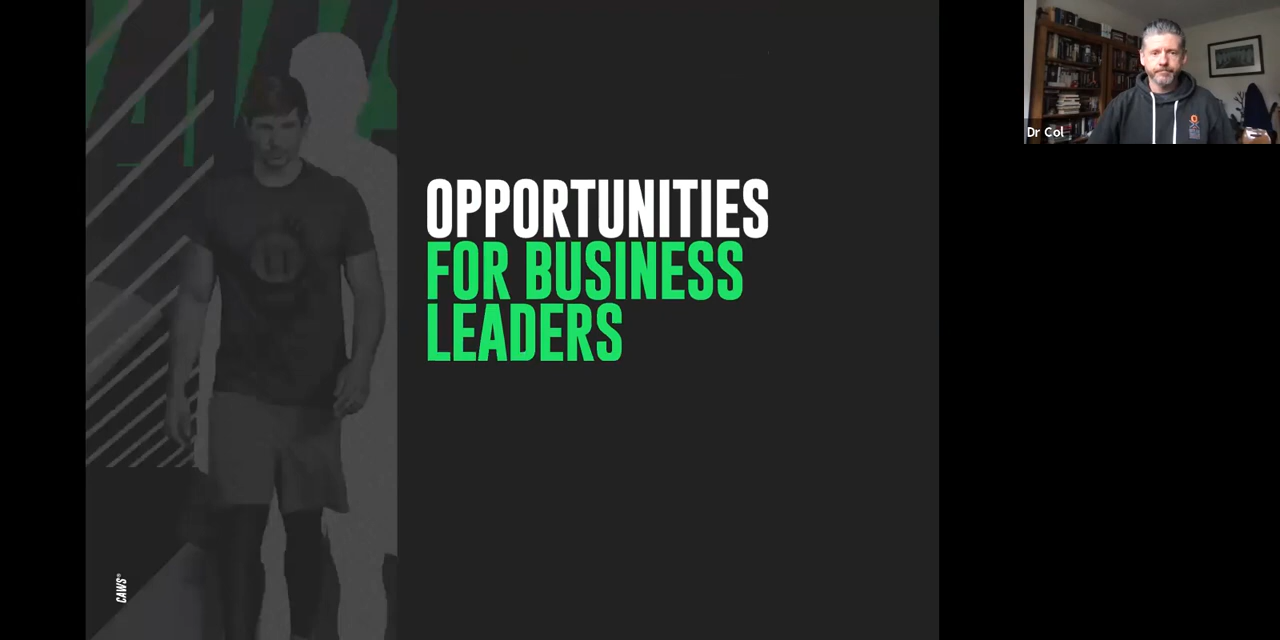 OPPORTUNITIES
FOR BUSINESS
LEADERS
CAWS®
Dr Col